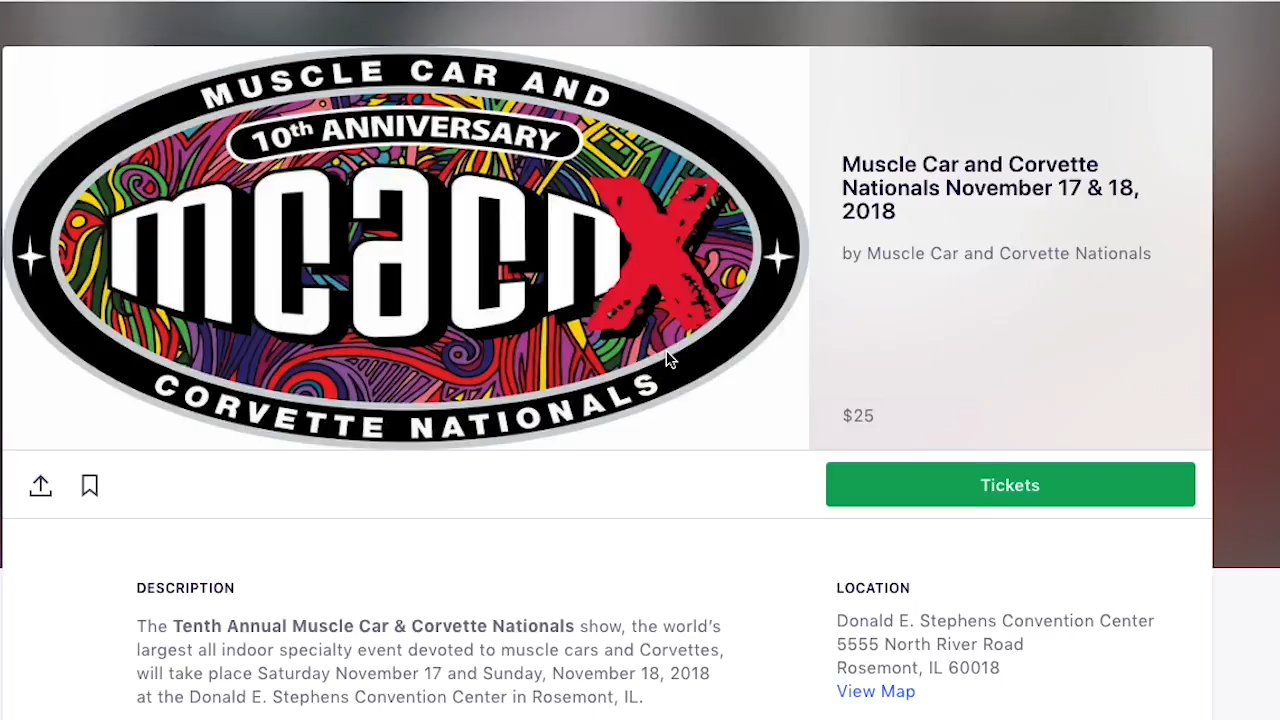 MUSCLE CAR AND
10th ANNIVERSARY
mcacn X
CORVETTE NATIONALS
Muscle Car and Corvette
Nationals November 17 & 18,
2018
by Muscle Car and Corvette Nationals
$25
Tickets
DESCRIPTION
The Tenth Annual Muscle Car & Corvette Nationals show, the world’s
largest all indoor specialty event devoted to muscle cars and Corvettes,
will take place Saturday November 17 and Sunday, November 18, 2018
at the Donald E. Stephens Convention Center in Rosemont, IL.
LOCATION
Donald E. Stephens Convention Center
5555 North River Road
Rosemont, IL 60018
View Map